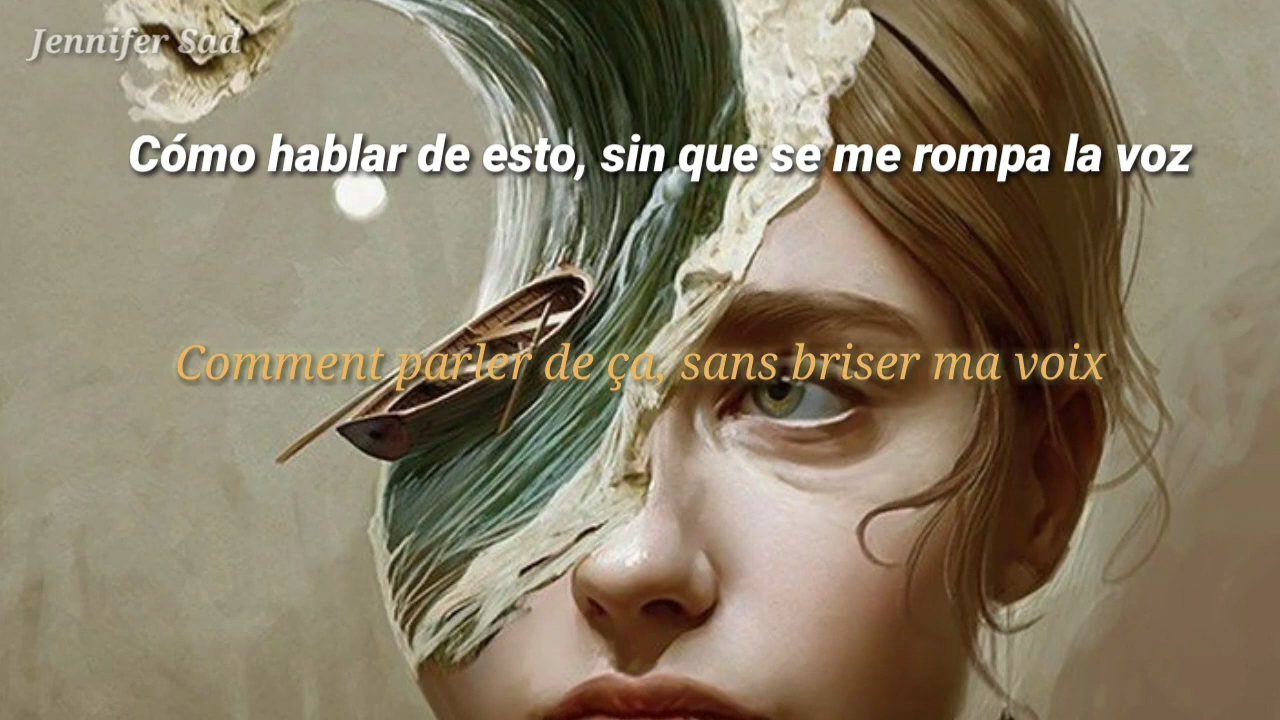 Jennifer Sad
Cómo hablar de esto, sin que se me rompa la voz
Comment parler de ça, sans briser ma voix